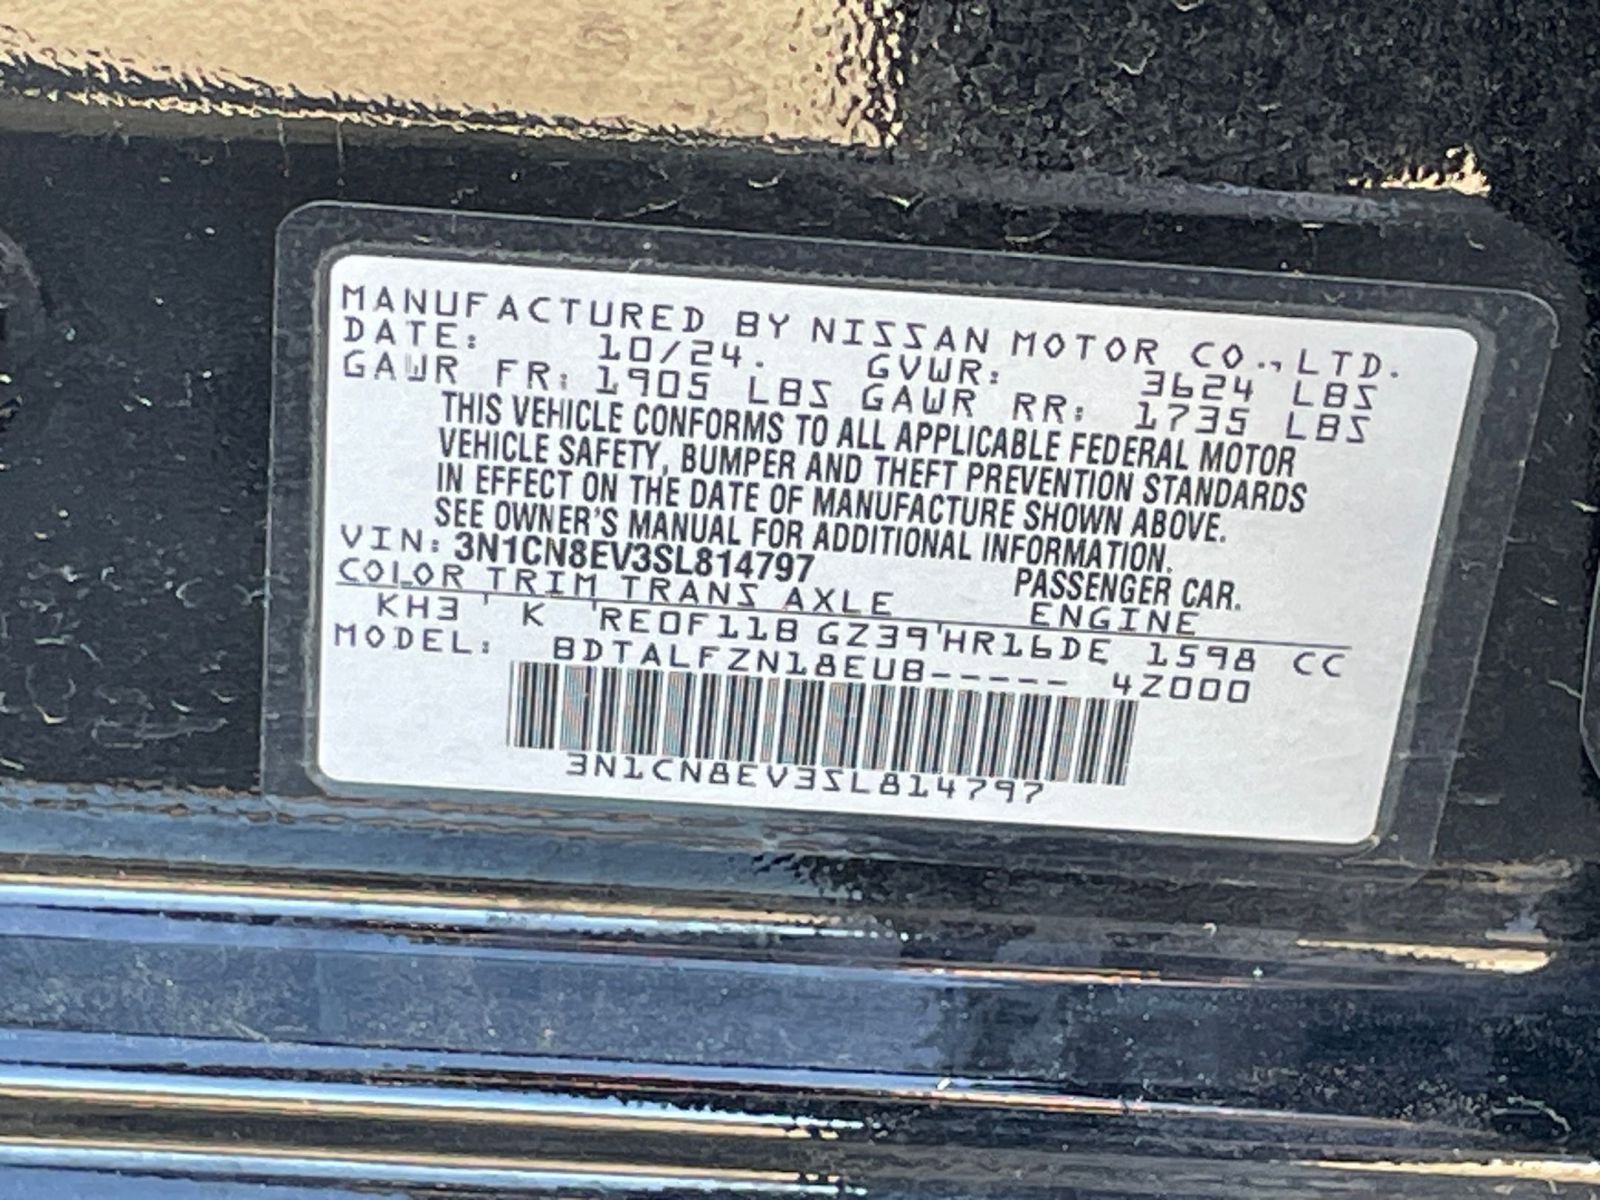 MANUFACTURED BY NISSAN MOTOR CO., LTD.
DATE: 10/24. GVWR: 3624 LBS
GAWR FR: 1905 LBS GAWR RR: 1735 LBS
THIS VEHICLE CONFORMS TO ALL APPLICABLE FEDERAL MOTOR
VEHICLE SAFETY, BUMPER AND THEFT PREVENTION STANDARDS
IN EFFECT ON THE DATE OF MANUFACTURE SHOWN ABOVE.
SEE OWNER'S MANUAL FOR ADDITIONAL INFORMATION.
VIN: 3N1CN8EV3SL814797 PASSENGER CAR.
COLOR TRIM TRANS AXLE ENGINE
KH3 K RE0F11B GZ39 HR16DE 1598 CC
MODEL: BDTALFZN18EUB----- 4Z000
3N1CN8EV3SL814797